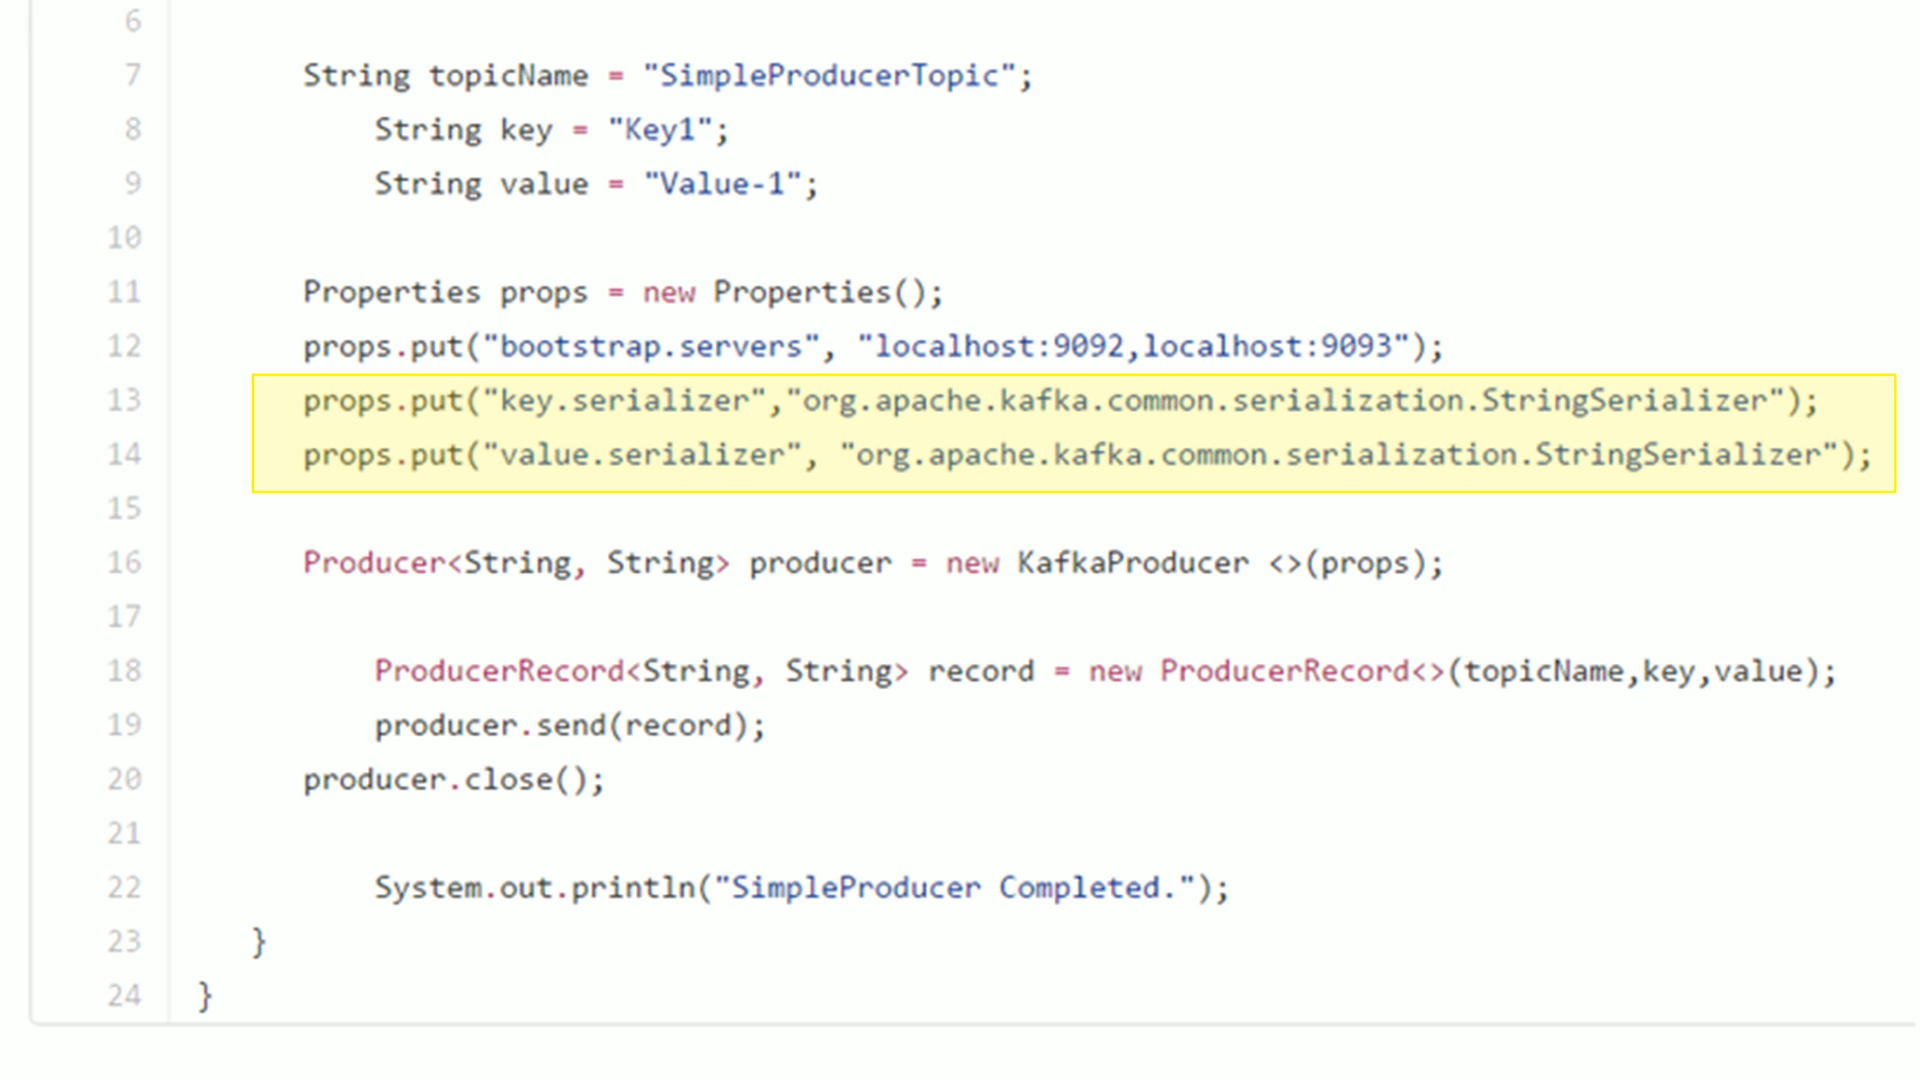 6
7 String topicName = "SimpleProducerTopic";
8 String key = "Key1";
9 String value = "Value-1";
10
11 Properties props = new Properties();
12 props.put("bootstrap.servers", "localhost:9092,localhost:9093");
13 props.put("key.serializer","org.apache.kafka.common.serialization.StringSerializer");
14 props.put("value.serializer", "org.apache.kafka.common.serialization.StringSerializer");
15
16 Producer<String, String> producer = new KafkaProducer <>(props);
17
18 ProducerRecord<String, String> record = new ProducerRecord<>(topicName,key,value);
19 producer.send(record);
20 producer.close();
21
22 System.out.println("SimpleProducer Completed.");
23 }
24 }